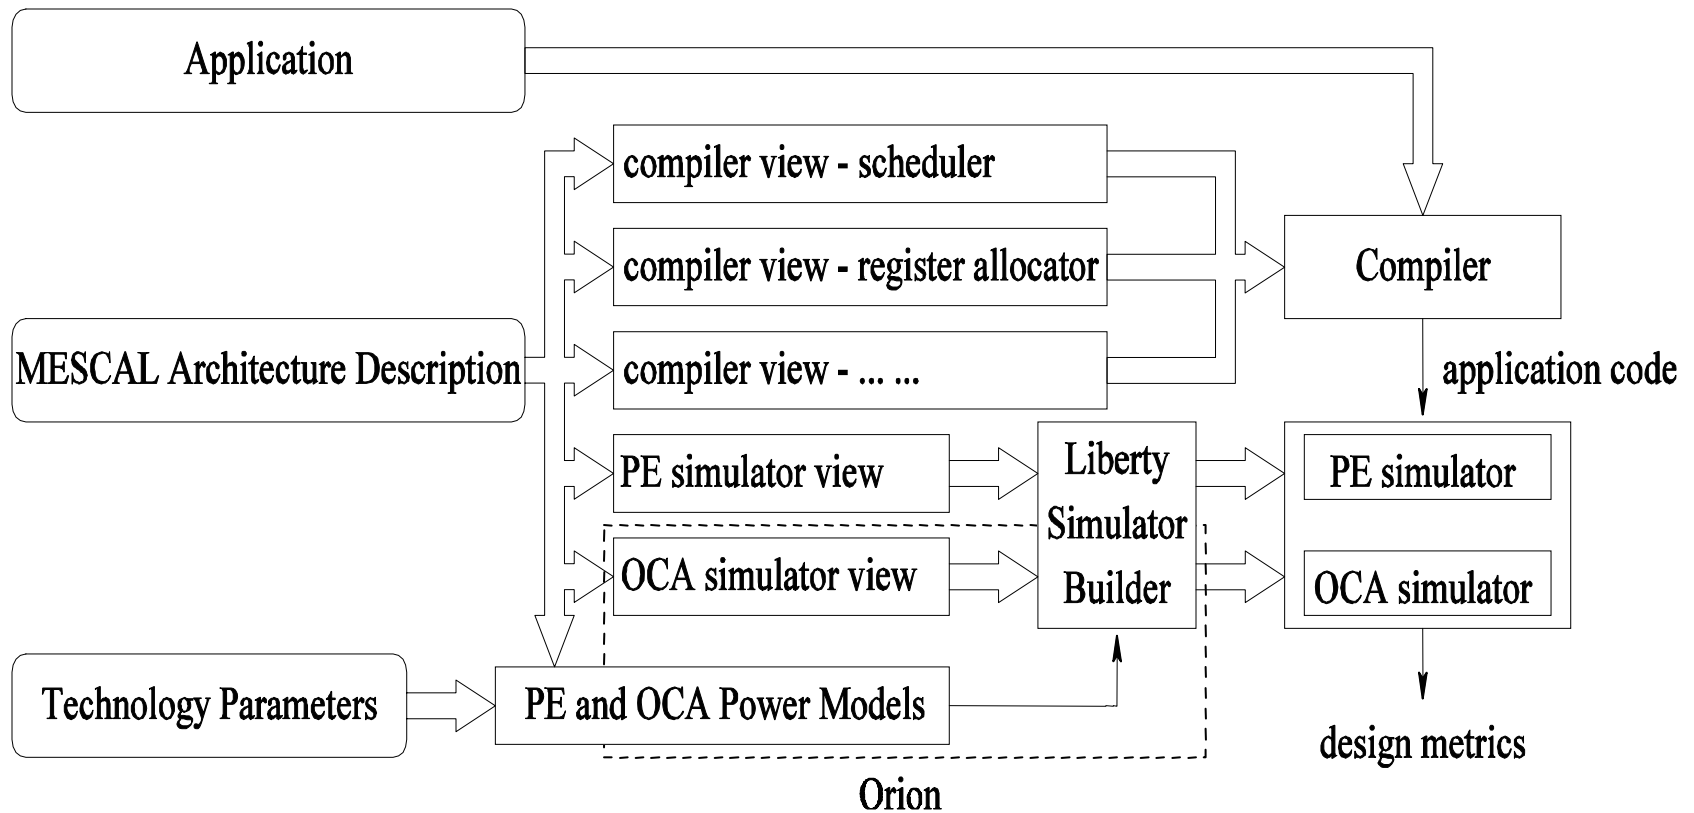 Application
compiler view - scheduler
compiler view - register allocator
Compiler
MESCAL Architecture Description
compiler view - ... ...
application code
PE simulator view
Liberty
Simulator
Builder
PE simulator
OCA simulator view
OCA simulator
Technology Parameters
PE and OCA Power Models
design metrics
Orion